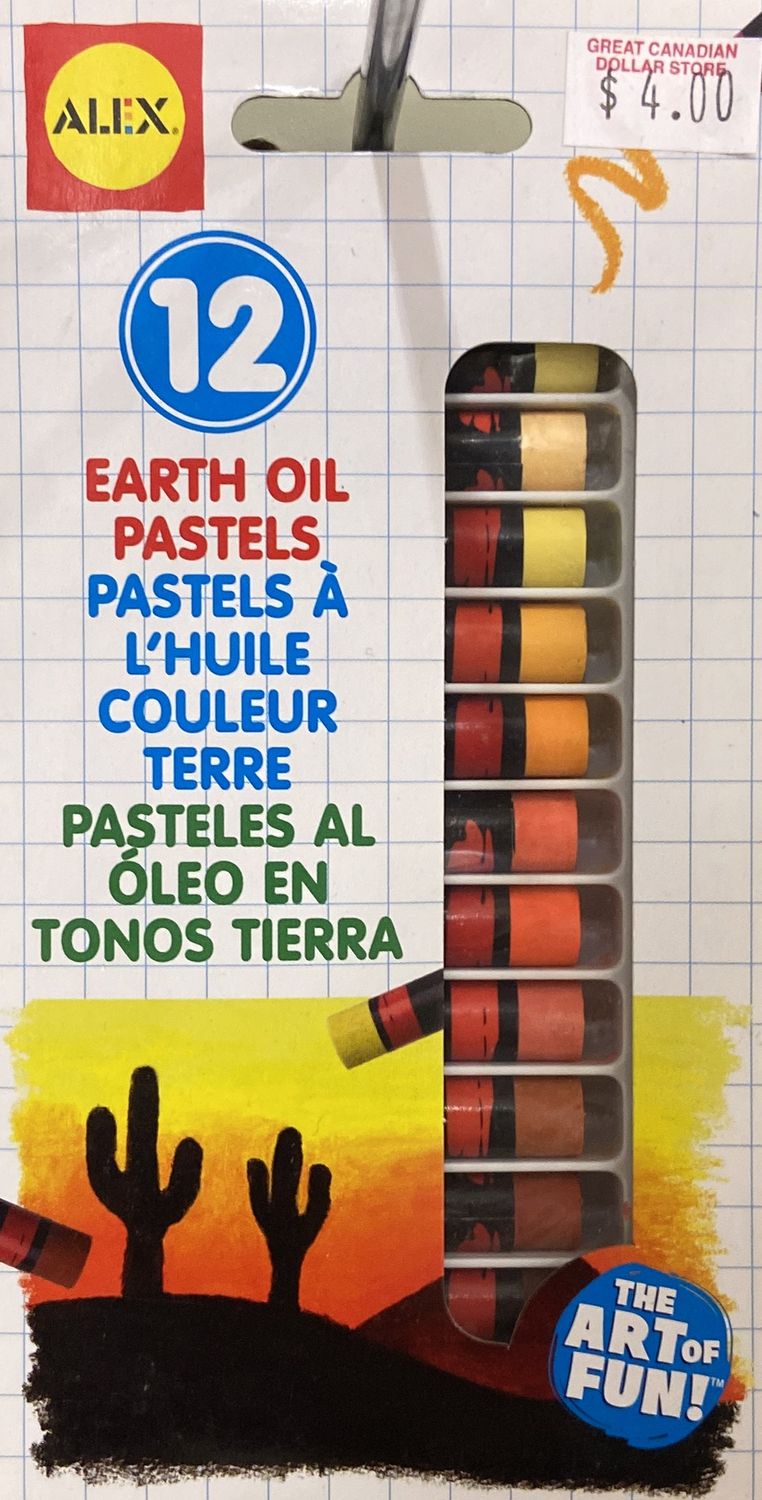 ALEX®
GREAT CANADIAN
DOLLAR STORE
$ 4.00
12
EARTH OIL
PASTELS
PASTELS À
L'HUILE
COULEUR
TERRE
PASTELES AL
ÓLEO EN
TONOS TIERRA
THE
ART OF
FUN!™